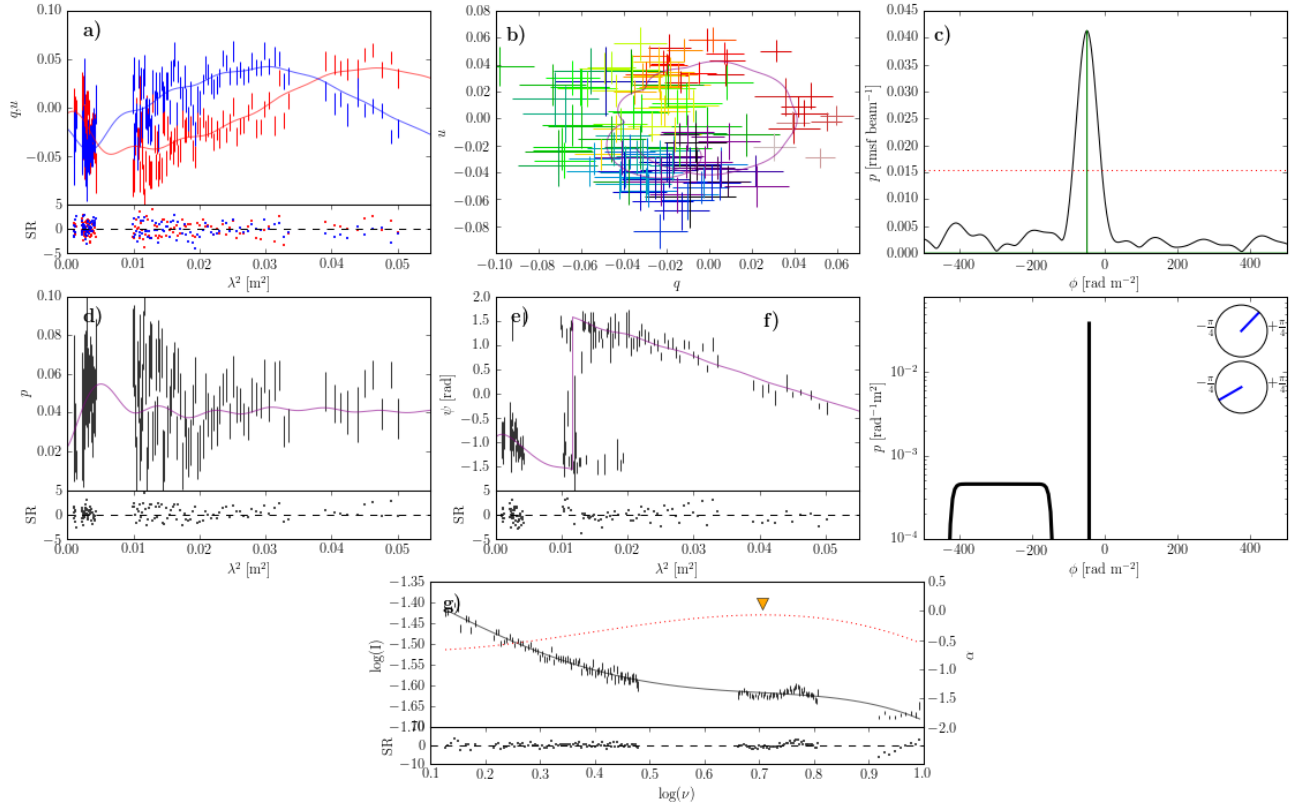 a)
q,u
0.10
0.05
0.00
−0.05
5
0
−5
SR
0.00 0.01 0.02 0.03 0.04 0.05
λ² [m²]
b)
u
0.08
0.06
0.04
0.02
0.00
−0.02
−0.04
−0.06
−0.08
−0.10 −0.08 −0.06 −0.04 −0.02 0.00 0.02 0.04 0.06
q
c)
p [rmsf beam⁻¹]
0.045
0.040
0.035
0.030
0.025
0.020
0.015
0.010
0.005
0.000
−400 −200 0 200 400
ϕ [rad m⁻²]
d)
p
0.10
0.08
0.06
0.04
0.02
5
0
−5
SR
0.00 0.01 0.02 0.03 0.04 0.05
λ² [m²]
e)
ψ [rad]
2.0
1.5
1.0
0.5
0.0
−0.5
−1.0
−1.5
5
0
−5
SR
0.00 0.01 0.02 0.03 0.04 0.05
λ² [m²]
f)
p [rad⁻¹m²]
10⁻²
10⁻³
10⁻⁴
−π/4 +π/4
−π/4 +π/4
−400 −200 0 200 400
ϕ [rad m⁻²]
g)
log(I)
−1.35
−1.40
−1.45
−1.50
−1.55
−1.60
−1.65
−1.70
0.5
0.0
−0.5
−1.0
−1.5
−2.0
α
SR
0
−10
0.1 0.2 0.3 0.4 0.5 0.6 0.7 0.8 0.9 1.0
log(ν)